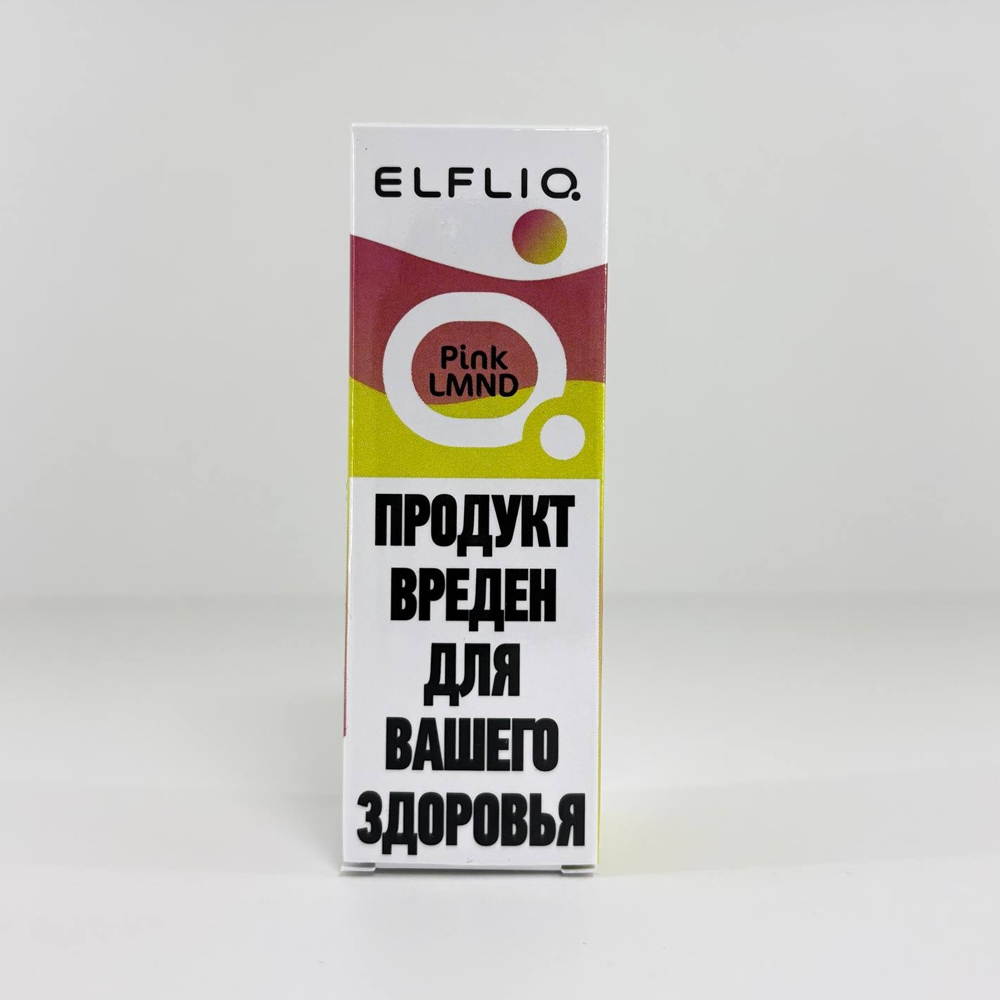 ELFLIQ
Pink
LMND
ПРОДУКТ
ВРЕДЕН
ДЛЯ
ВАШЕГО
ЗДОРОВЬЯ